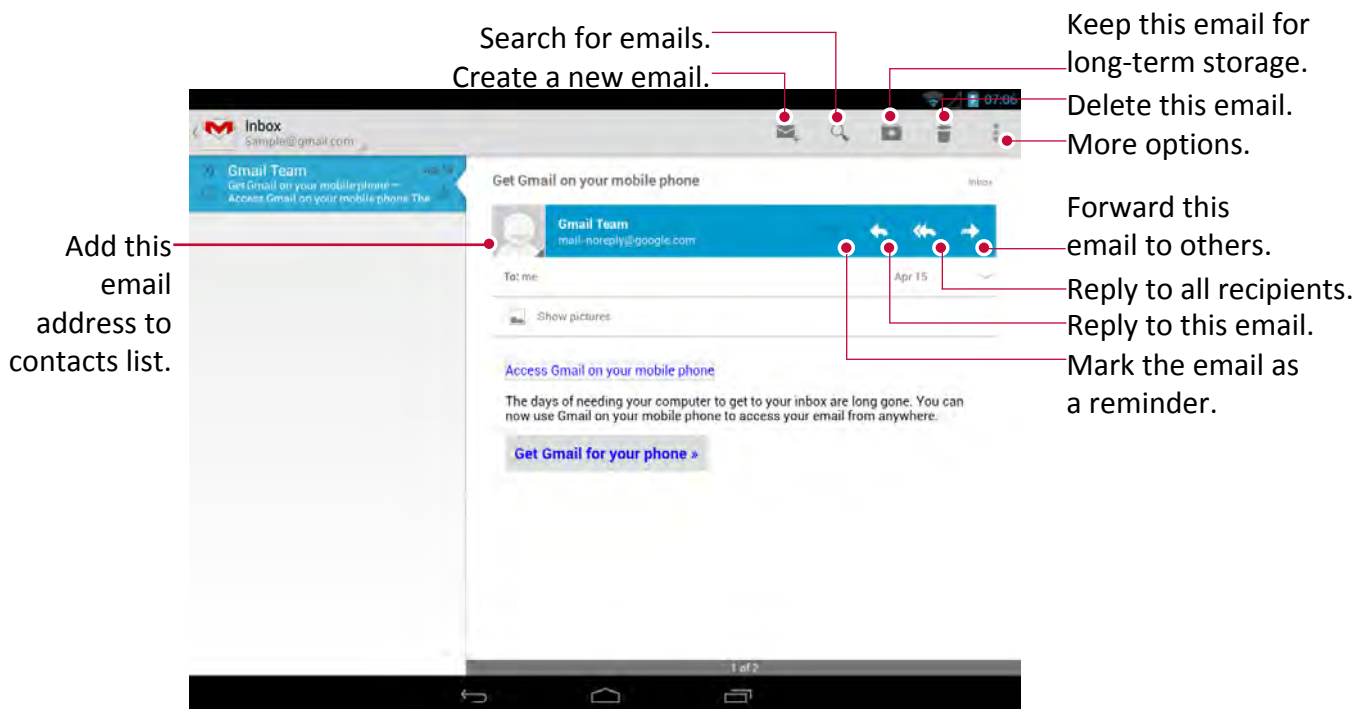 Search for emails.
Create a new email.
Keep this email for
long-term storage.
Delete this email.
More options.
07:06
Inbox
Sample@gmail.com
Gmail Team
Get Gmail on your mobile phone —
Access Gmail on your mobile phone The
Get Gmail on your mobile phone
Inbox
Gmail Team
mail-noreply@google.com
To: me
Apr 15
Show pictures
Access Gmail on your mobile phone
The days of needing your computer to get to your inbox are long gone. You can
now use Gmail on your mobile phone to access your email from anywhere.
Get Gmail for your phone »
1 of 2
Add this
email
address to
contacts list.
Forward this
email to others.
Reply to all recipients.
Reply to this email.
Mark the email as
a reminder.